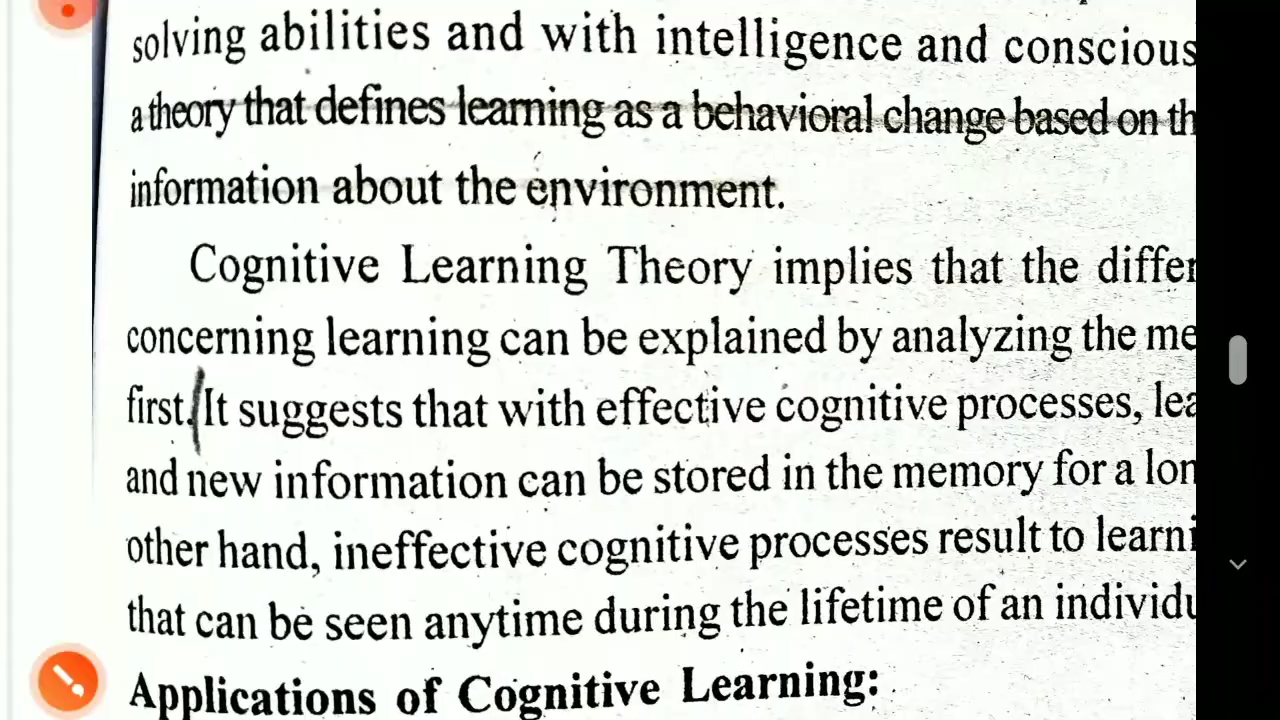 solving abilities and with intelligence and conscious
a theory that defines learning as a behavioral change based on th
information about the environment.
Cognitive Learning Theory implies that the differ
concerning learning can be explained by analyzing the me
first. It suggests that with effective cognitive processes, lea
and new information can be stored in the memory for a lon
other hand, ineffective cognitive processes result to learni
that can be seen anytime during the lifetime of an individu
Applications of Cognitive Learning: